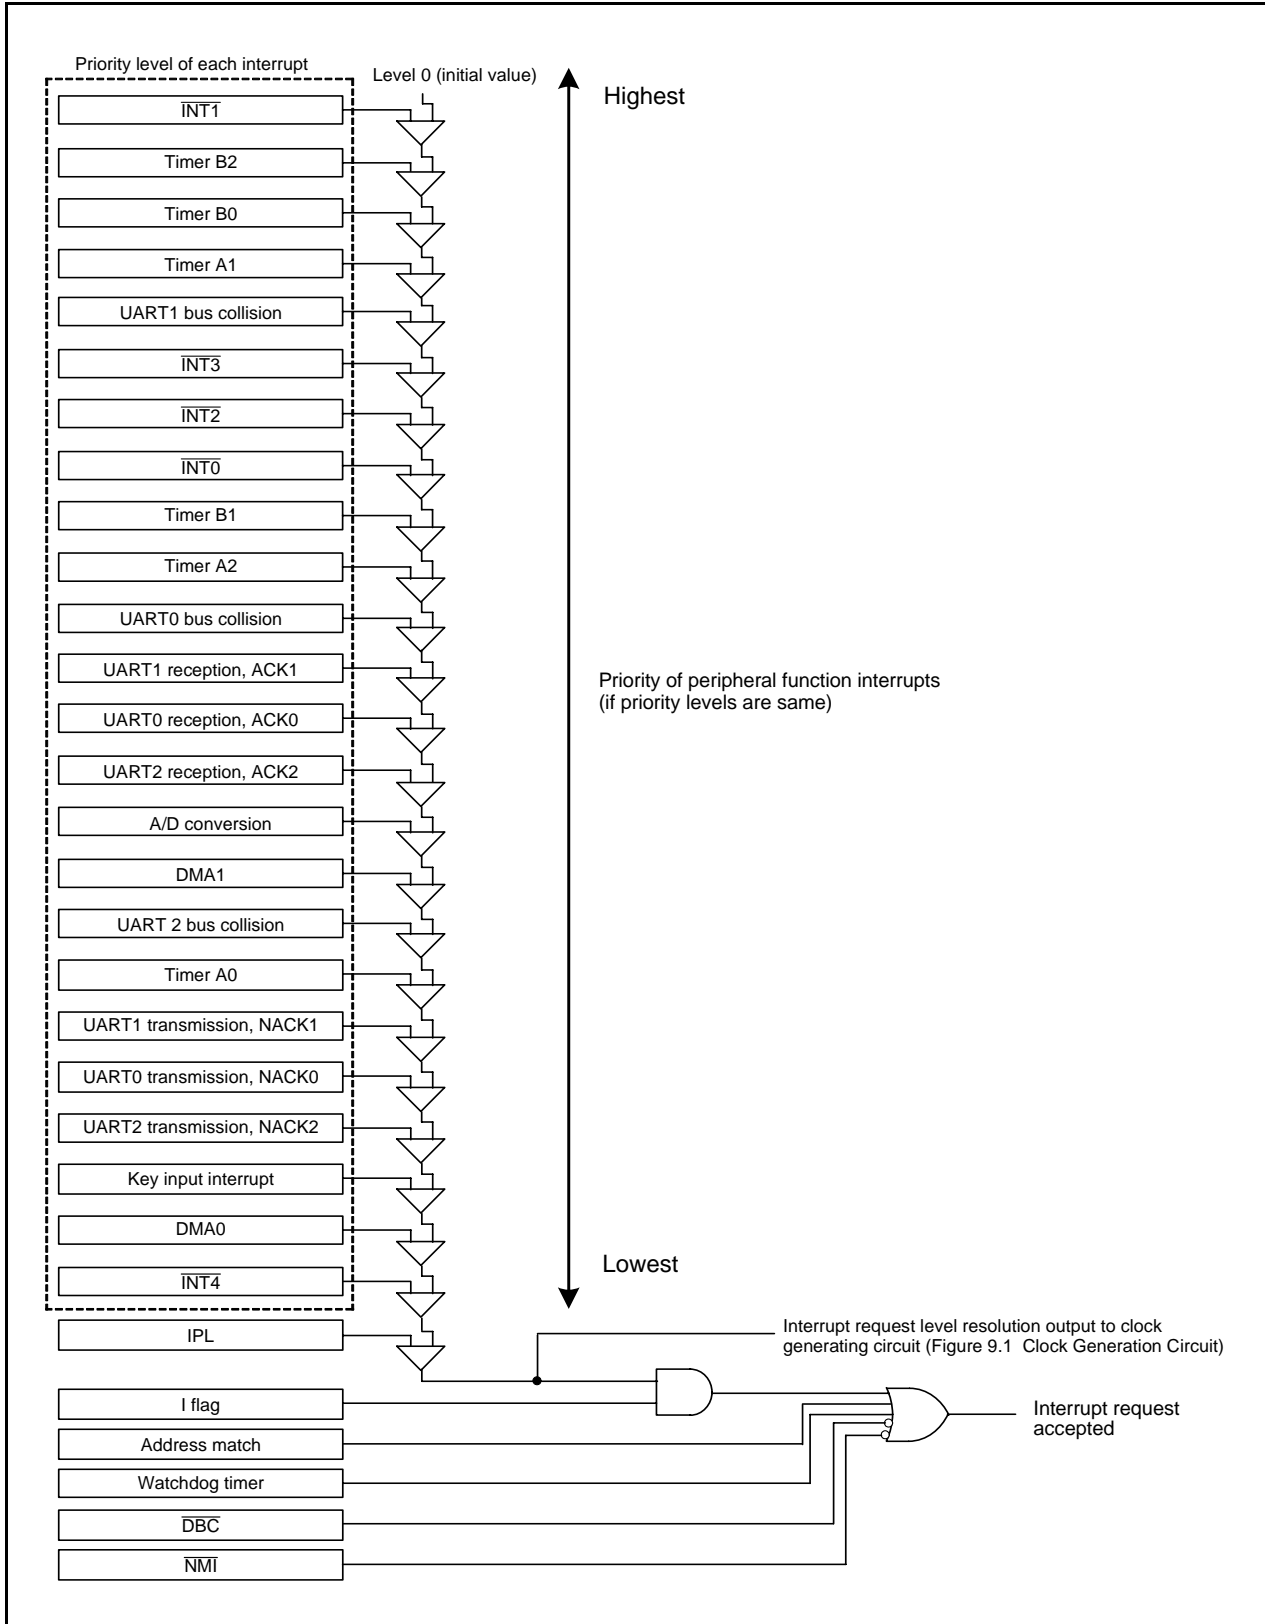 Priority level of each interrupt
Level 0 (initial value)
Highest
INT1
Timer B2
Timer B0
Timer A1
UART1 bus collision
INT3
INT2
INT0
Timer B1
Timer A2
UART0 bus collision
UART1 reception, ACK1
UART0 reception, ACK0
UART2 reception, ACK2
A/D conversion
DMA1
UART 2 bus collision
Timer A0
UART1 transmission, NACK1
UART0 transmission, NACK0
UART2 transmission, NACK2
Key input interrupt
DMA0
INT4
Priority of peripheral function interrupts
(if priority levels are same)
Lowest
IPL
Interrupt request level resolution output to clock
generating circuit (Figure 9.1 Clock Generation Circuit)
I flag
Address match
Watchdog timer
DBC
NMI
Interrupt request
accepted